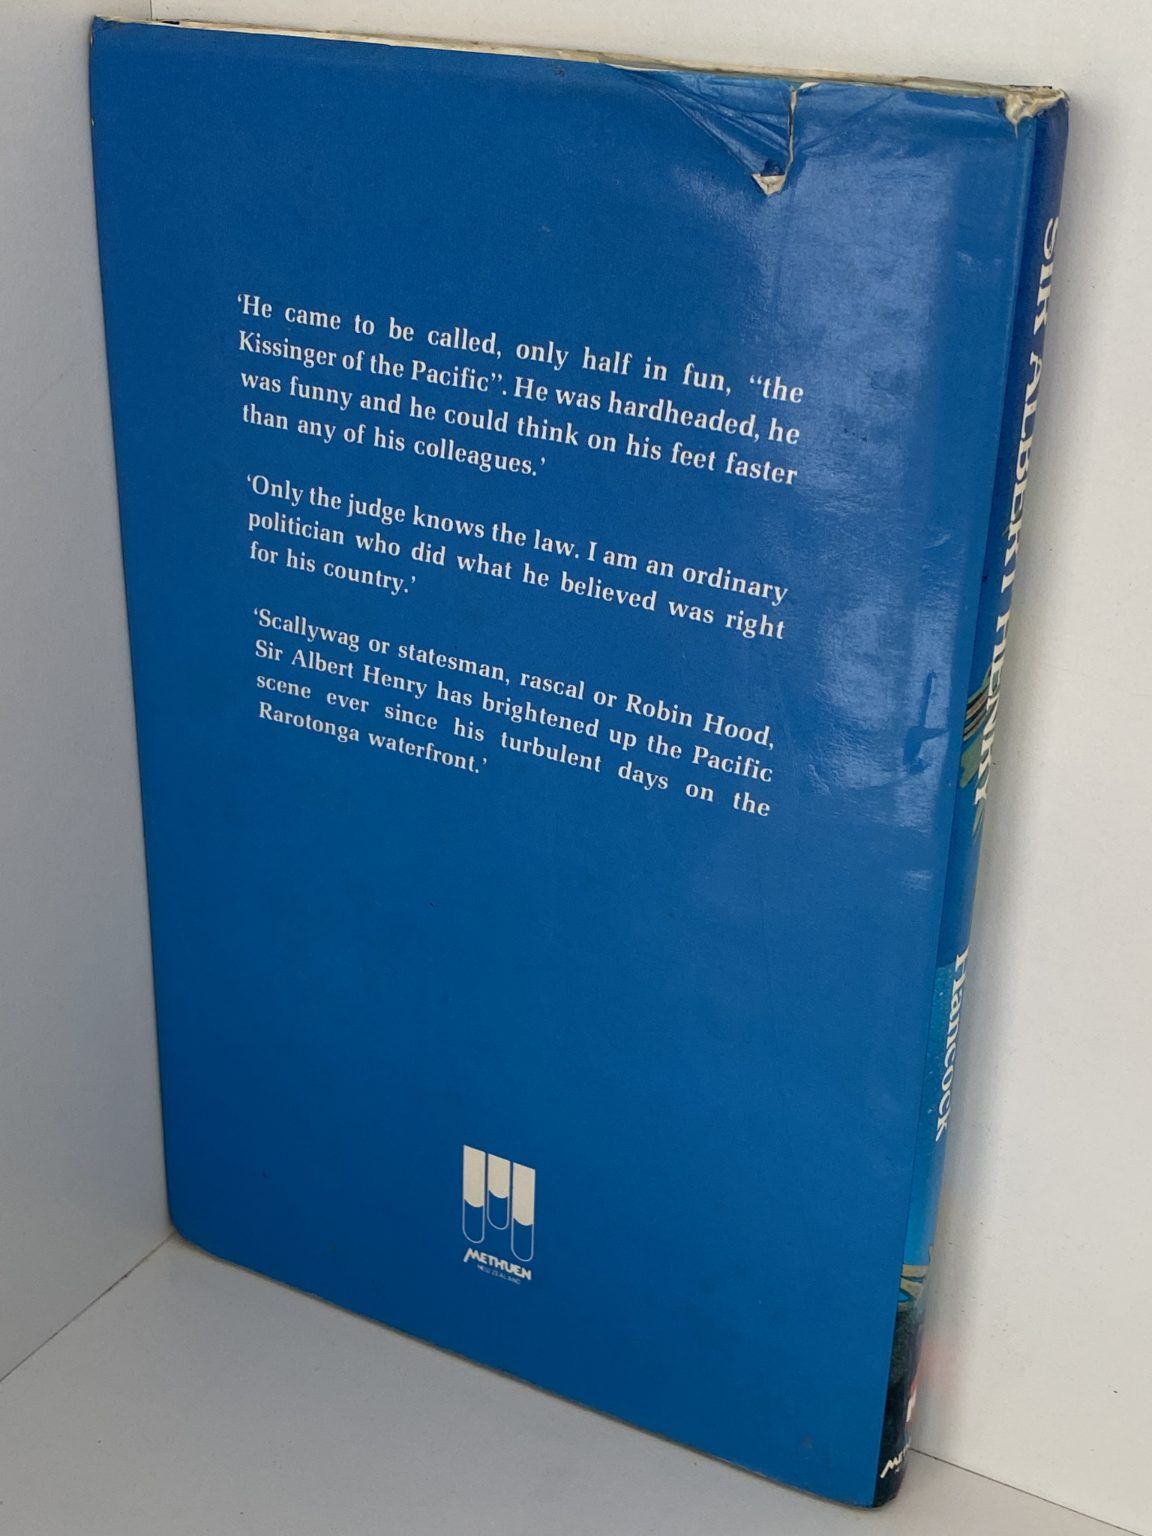 ‘He came to be called, only half in fun, “the
Kissinger of the Pacific”. He was hardheaded, he
was funny and he could think on his feet faster
than any of his colleagues.’
‘Only the judge knows the law. I am an ordinary
politician who did what he believed was right
for his country.’
‘Scallywag or statesman, rascal or Robin Hood,
Sir Albert Henry has brightened up the Pacific
scene ever since his turbulent days on the
Rarotonga waterfront.’
METHUEN
NEW ZEALAND
SIR ALBERT HENRY
Hancock